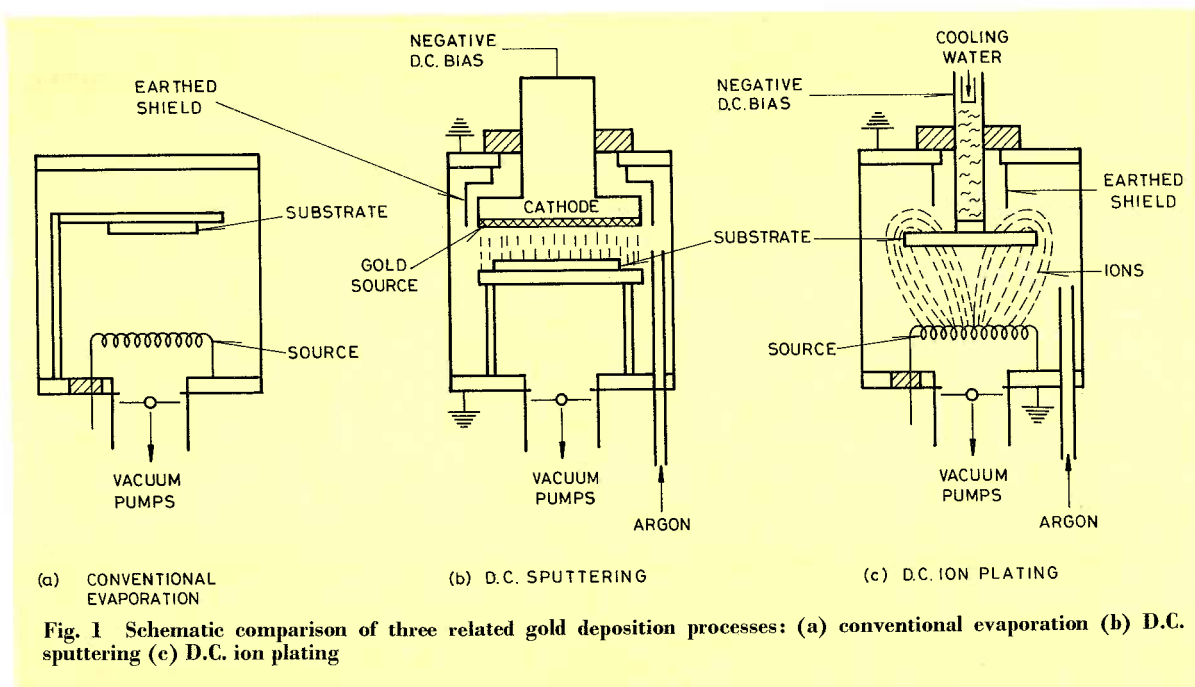 SUBSTRATE
SOURCE
VACUUM
PUMPS
(a) CONVENTIONAL
EVAPORATION
NEGATIVE
D.C. BIAS
EARTHED
SHIELD
CATHODE
GOLD
SOURCE
SUBSTRATE
VACUUM
PUMPS
ARGON
(b) D.C. SPUTTERING
COOLING
WATER
NEGATIVE
D.C. BIAS
EARTHED
SHIELD
IONS
SOURCE
VACUUM
PUMPS
ARGON
(c) D.C. ION PLATING
Fig. 1 Schematic comparison of three related gold deposition processes: (a) conventional evaporation (b) D.C.
sputtering (c) D.C. ion plating